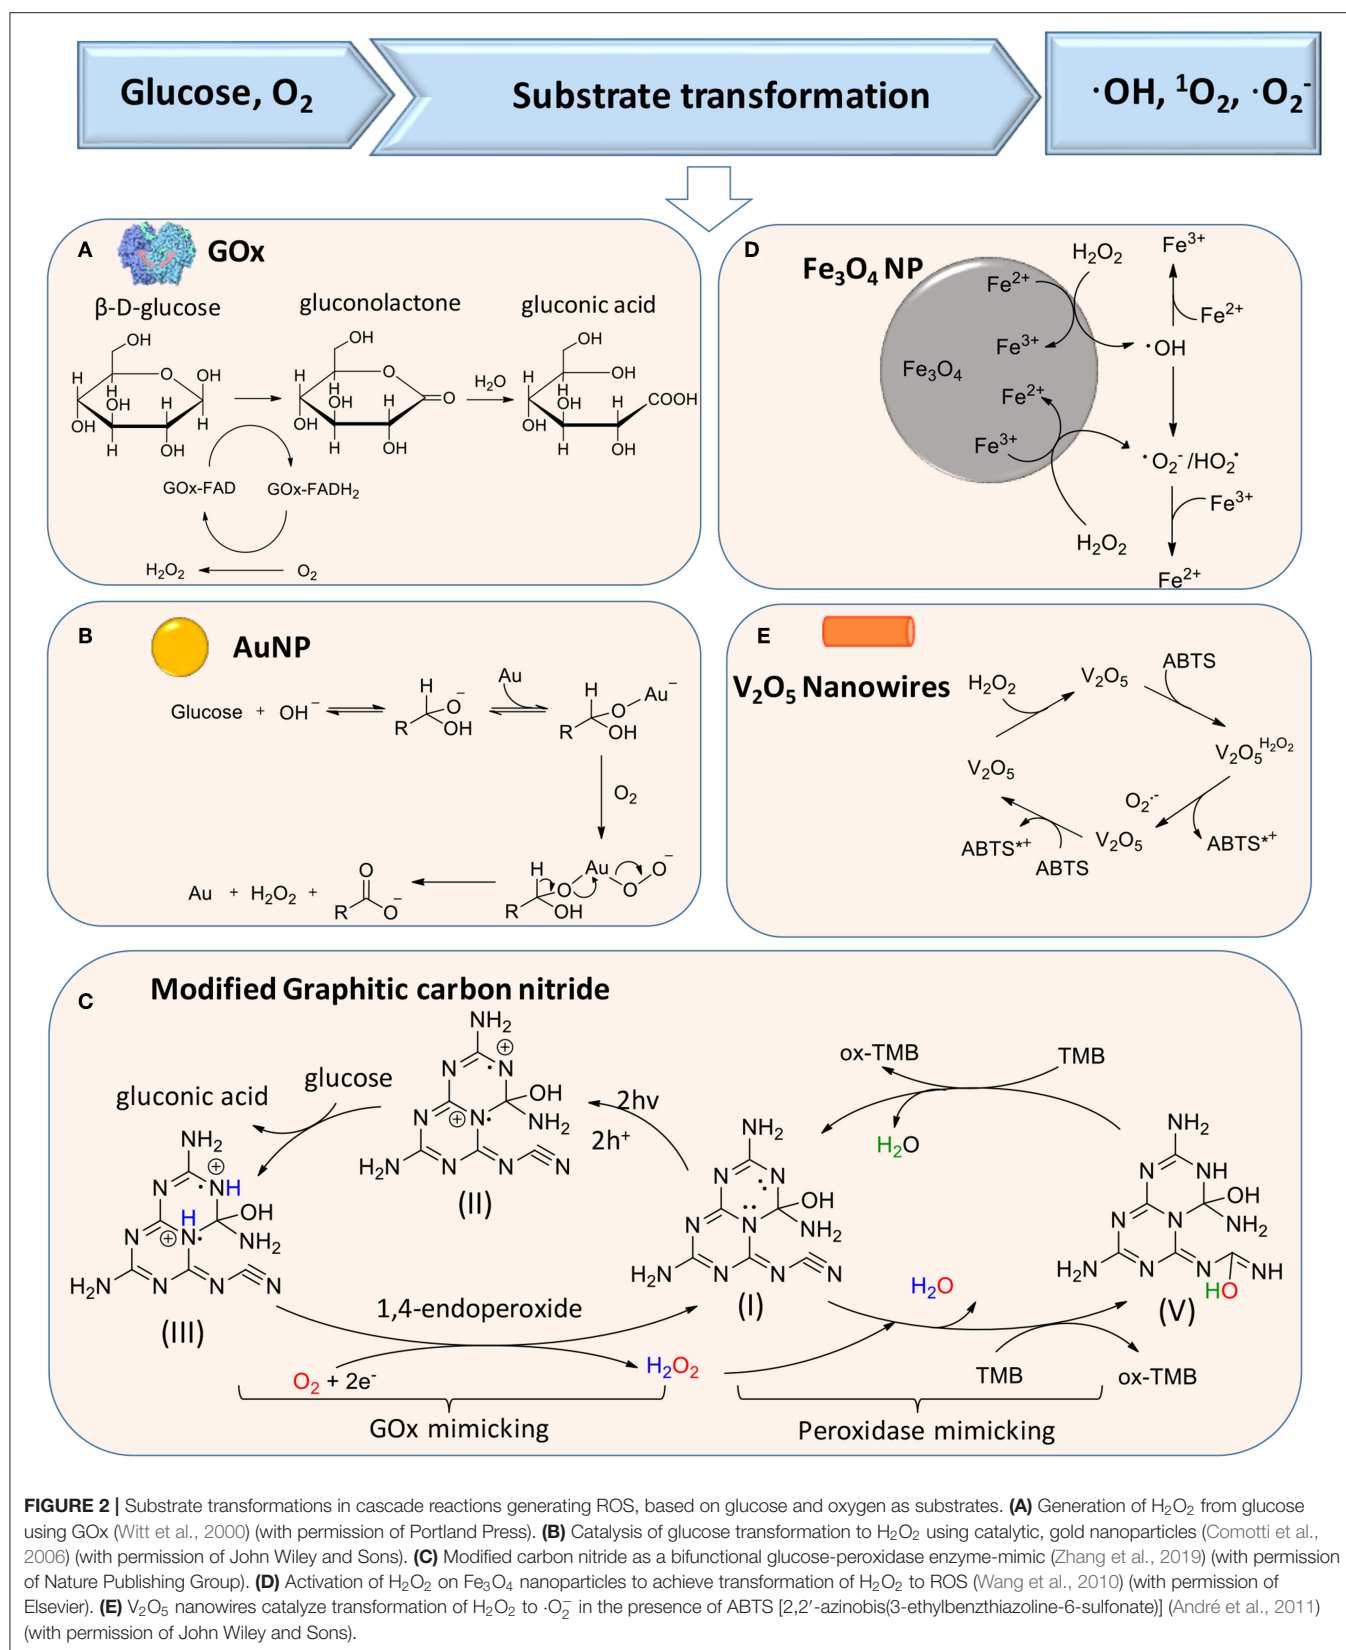 Glucose, O2
Substrate transformation
·OH, ¹O2, ·O2⁻
A
GOx
β-D-glucose
gluconolactone
gluconic acid
OH
O
OH
H
H
OH
H
OH
H
H
OH
OH
O
O
H
H
OH
H
OH
H
OH
H2O
OH
OH
COOH
H
H
OH
H
OH
H
OH
GOx-FAD
GOx-FADH2
H2O2
O2
D
Fe3O4 NP
H2O2
Fe³⁺
Fe²⁺
Fe²⁺
Fe³⁺
·OH
Fe3O4
Fe²⁺
Fe³⁺
·O2⁻/HO2·
Fe³⁺
H2O2
Fe²⁺
B
AuNP
Glucose + OH⁻
H
O⁻
R
OH
Au
H
O
Au⁻
R
OH
O2
H
O
Au
O
O⁻
R
OH
Au + H2O2 +
O
R
O⁻
E
V2O5 Nanowires
H2O2
V2O5
ABTS
V2O5 H2O2
V2O5
O2·-
V2O5
ABTS*+
ABTS*+
ABTS
C
Modified Graphitic carbon nitride
NH2
N
N
OH
NH2
N
N
H2N
N
N
N
(II)
glucose
gluconic acid
NH2
N
NH
H
OH
NH2
N
N
H2N
N
N
N
(III)
2hv
2h⁺
ox-TMB
TMB
H2O
NH2
N
N
OH
NH2
N
N
H2N
N
N
N
(I)
NH2
N
NH
OH
NH2
N
N
H2N
N
N
NH
HO
(V)
1,4-endoperoxide
H2O
O2 + 2e⁻
H2O2
TMB
ox-TMB
GOx mimicking
Peroxidase mimicking
FIGURE 2 | Substrate transformations in cascade reactions generating ROS, based on glucose and oxygen as substrates. (A) Generation of H2O2 from glucose
using GOx (Witt et al., 2000) (with permission of Portland Press). (B) Catalysis of glucose transformation to H2O2 using catalytic, gold nanoparticles (Comotti et al.,
2006) (with permission of John Wiley and Sons). (C) Modified carbon nitride as a bifunctional glucose-peroxidase enzyme-mimic (Zhang et al., 2019) (with permission
of Nature Publishing Group). (D) Activation of H2O2 on Fe3O4 nanoparticles to achieve transformation of H2O2 to ROS (Wang et al., 2010) (with permission of
Elsevier). (E) V2O5 nanowires catalyze transformation of H2O2 to ·O2⁻ in the presence of ABTS [2,2′-azinobis(3-ethylbenzthiazoline-6-sulfonate)] (André et al., 2011)
(with permission of John Wiley and Sons).